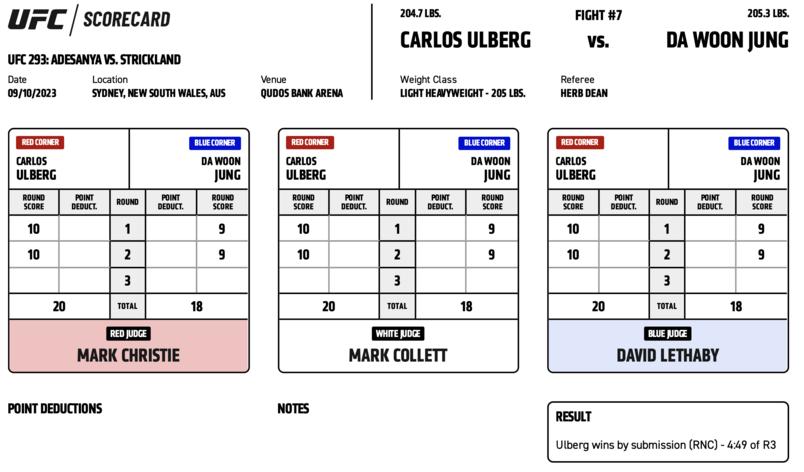 UFC / SCORECARD
UFC 293: ADESANYA VS. STRICKLAND
Date Location Venue
09/10/2023 SYDNEY, NEW SOUTH WALES, AUS QUDOS BANK ARENA
204.7 LBS. FIGHT #7 205.3 LBS.
CARLOS ULBERG VS. DA WOON JUNG
Weight Class Referee
LIGHT HEAVYWEIGHT - 205 LBS. HERB DEAN
RED CORNER BLUE CORNER
CARLOS DA WOON
ULBERG JUNG
ROUND SCORE POINT DEDUCT. ROUND POINT DEDUCT. ROUND SCORE
10 1 9
10 2 9
3
20 TOTAL 18
RED JUDGE
MARK CHRISTIE
RED CORNER BLUE CORNER
CARLOS DA WOON
ULBERG JUNG
ROUND SCORE POINT DEDUCT. ROUND POINT DEDUCT. ROUND SCORE
10 1 9
10 2 9
3
20 TOTAL 18
WHITE JUDGE
MARK COLLETT
RED CORNER BLUE CORNER
CARLOS DA WOON
ULBERG JUNG
ROUND SCORE POINT DEDUCT. ROUND POINT DEDUCT. ROUND SCORE
10 1 9
10 2 9
3
20 TOTAL 18
BLUE JUDGE
DAVID LETHABY
POINT DEDUCTIONS
NOTES
RESULT
Ulberg wins by submission (RNC) - 4:49 of R3